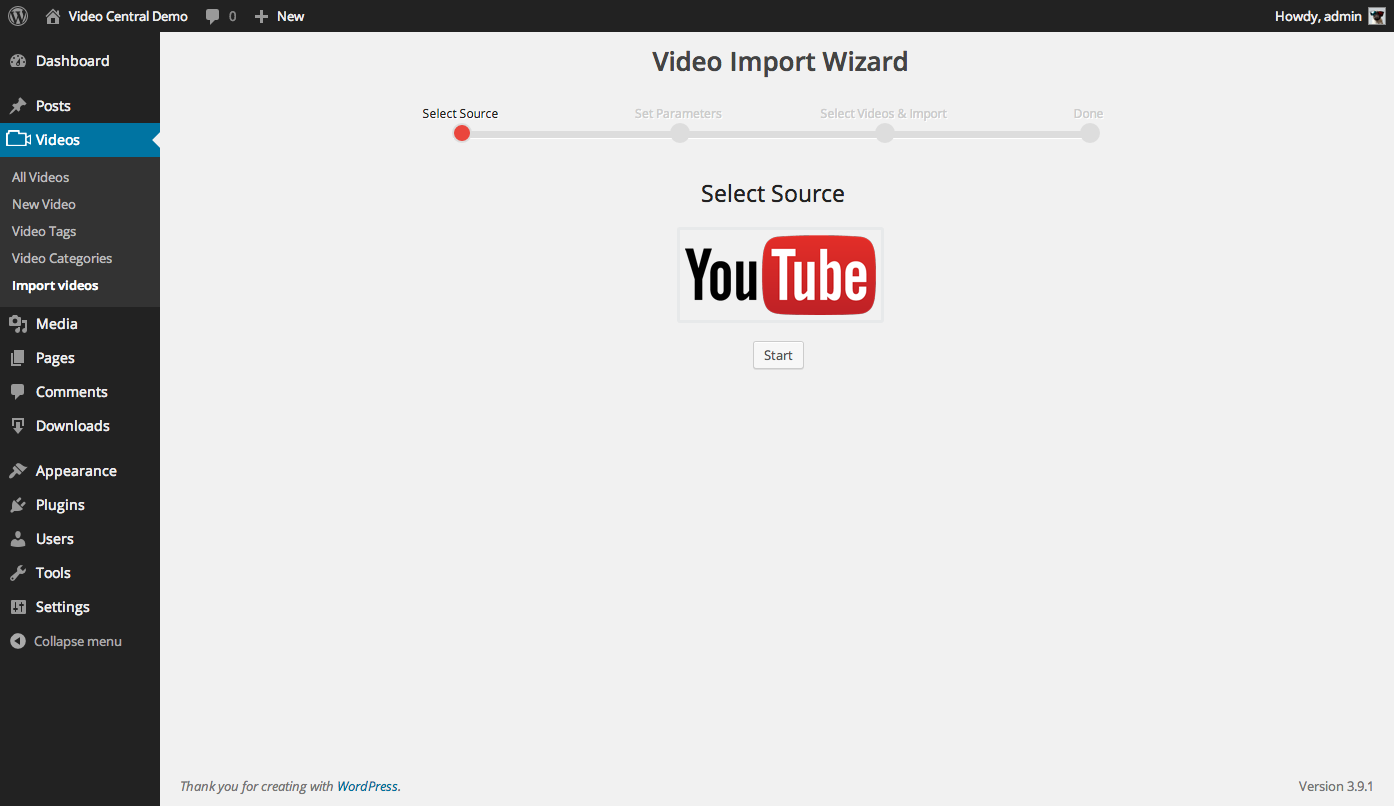 Video Central Demo 0 New Howdy, admin
Dashboard
Posts
Videos
All Videos
New Video
Video Tags
Video Categories
Import videos
Media
Pages
Comments
Downloads
Appearance
Plugins
Users
Tools
Settings
Collapse menu
Video Import Wizard
Select Source Set Parameters Select Videos & Import Done
Select Source
YouTube
Start
Thank you for creating with WordPress. Version 3.9.1